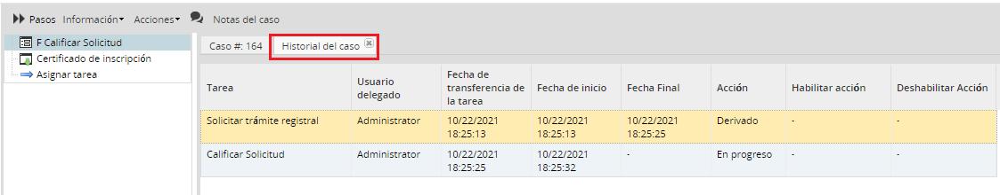 Pasos Información Acciones Notas del caso
F Calificar Solicitud
Certificado de inscripción
Asignar tarea
Caso #: 164 Historial del caso
Tarea Usuario delegado Fecha de transferencia de la tarea Fecha de inicio Fecha Final Acción Habilitar acción Deshabilitar Acción
Solicitar trámite registral Administrator 10/22/2021 18:25:13 10/22/2021 18:25:13 10/22/2021 18:25:25 Derivado - -
Calificar Solicitud Administrator 10/22/2021 18:25:25 10/22/2021 18:25:32 - En progreso - -